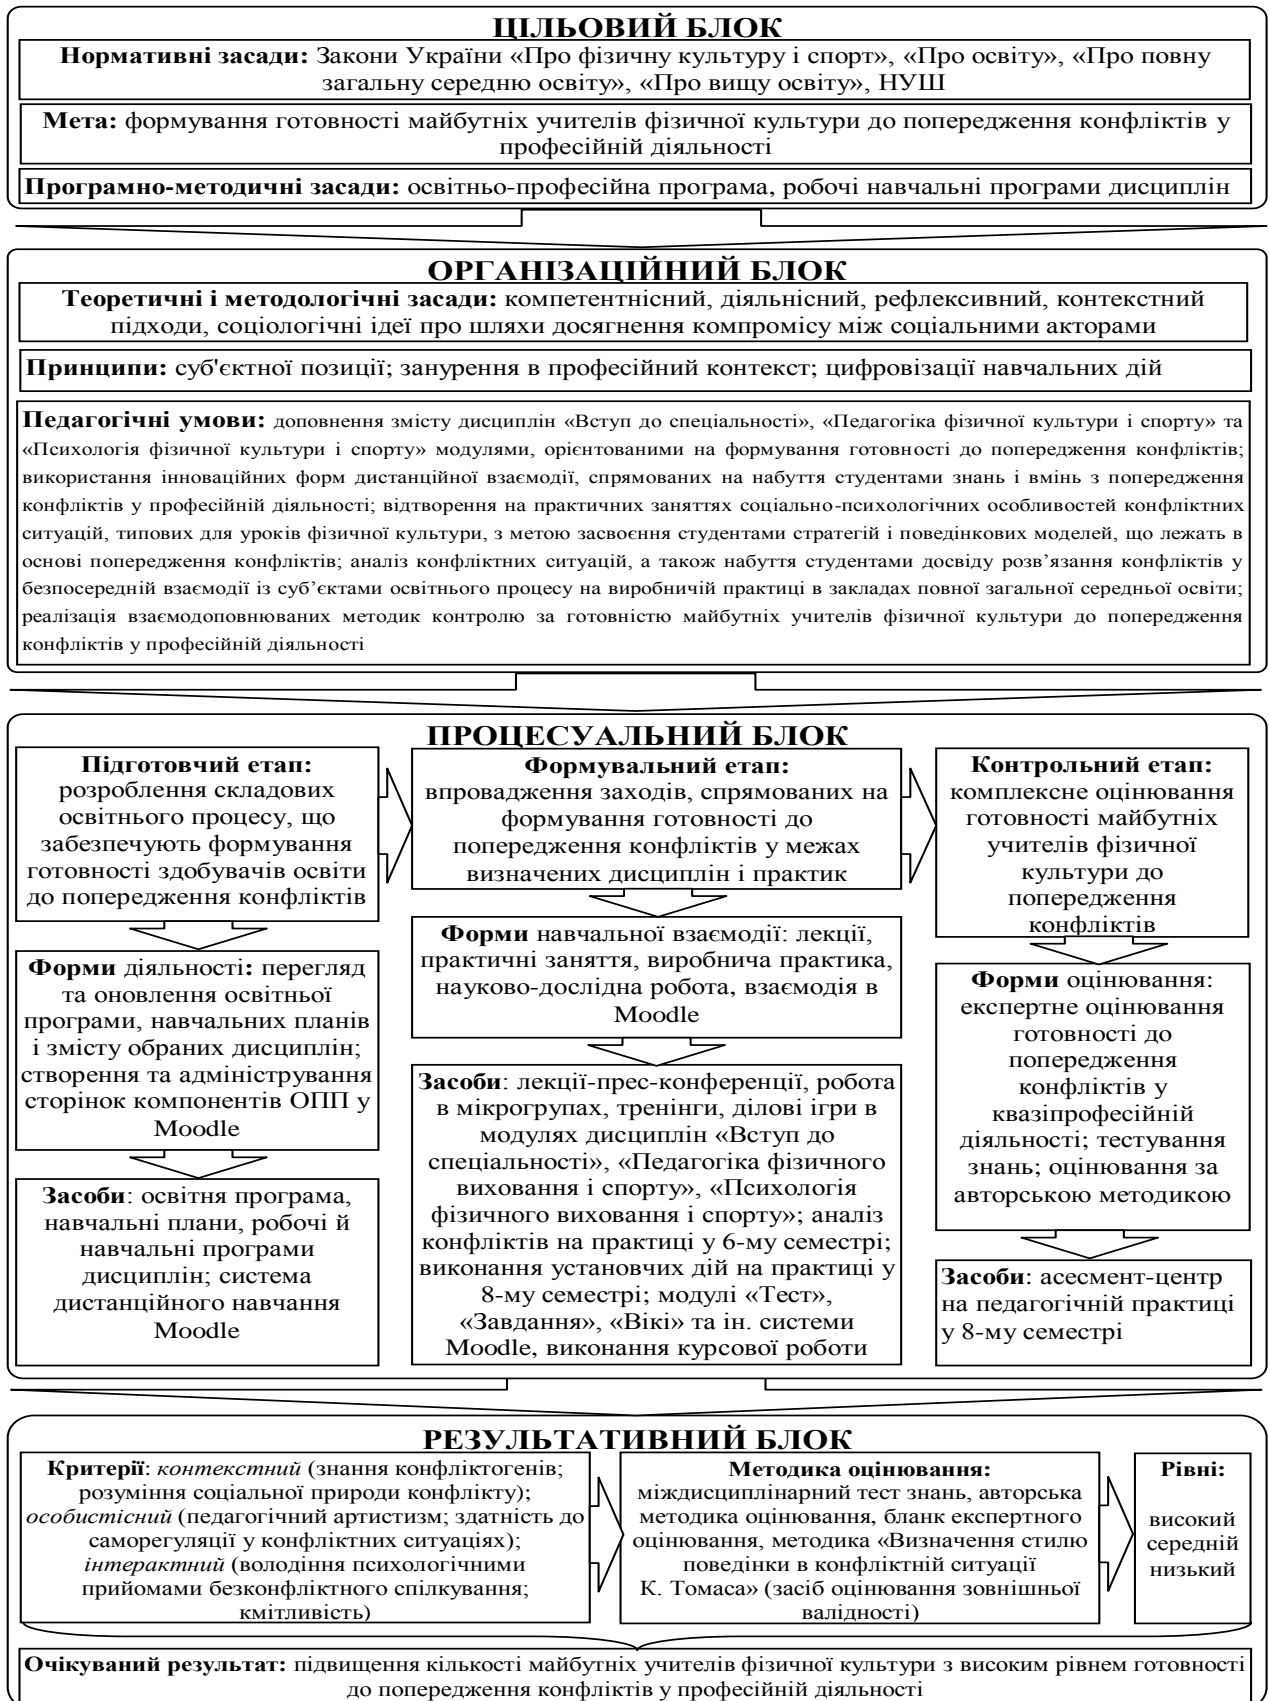 ЦІЛЬОВИЙ БЛОК
Нормативні засади: Закони України «Про фізичну культуру і спорт», «Про освіту», «Про повну
загальну середню освіту», «Про вищу освіту», НУШ
Мета: формування готовності майбутніх учителів фізичної культури до попередження конфліктів у
професійній діяльності
Програмно-методичні засади: освітньо-професійна програма, робочі навчальні програми дисциплін
ОРГАНІЗАЦІЙНИЙ БЛОК
Теоретичні і методологічні засади: компетентнісний, діяльнісний, рефлексивний, контекстний
підходи, соціологічні ідеї про шляхи досягнення компромісу між соціальними акторами
Принципи: суб'єктної позиції; занурення в професійний контекст; цифровізації навчальних дій
Педагогічні умови: доповнення змісту дисциплін «Вступ до спеціальності», «Педагогіка фізичної культури і спорту» та
«Психологія фізичної культури і спорту» модулями, орієнтованими на формування готовності до попередження конфліктів;
використання інноваційних форм дистанційної взаємодії, спрямованих на набуття студентами знань і вмінь з попередження
конфліктів у професійній діяльності; відтворення на практичних заняттях соціально-психологічних особливостей конфліктних
ситуацій, типових для уроків фізичної культури, з метою засвоєння студентами стратегій і поведінкових моделей, що лежать в
основі попередження конфліктів; аналіз конфліктних ситуацій, а також набуття студентами досвіду розв’язання конфліктів у
безпосередній взаємодії із суб’єктами освітнього процесу на виробничій практиці в закладах повної загальної середньої освіти;
реалізація взаємодоповнюваних методик контролю за готовністю майбутніх учителів фізичної культури до попередження
конфліктів у професійній діяльності
ПРОЦЕСУАЛЬНИЙ БЛОК
Підготовчий етап:
розроблення складових
освітнього процесу, що
забезпечують формування
готовності здобувачів освіти
до попередження конфліктів
Форми діяльності: перегляд
та оновлення освітньої
програми, навчальних планів
і змісту обраних дисциплін;
створення та адміністрування
сторінок компонентів ОПП у
Moodle
Засоби: освітня програма,
навчальні плани, робочі й
навчальні програми
дисциплін; система
дистанційного навчання
Moodle
Формувальний етап:
впровадження заходів, спрямованих на
формування готовності до
попередження конфліктів у межах
визначених дисциплін і практик
Форми навчальної взаємодії: лекції,
практичні заняття, виробнича практика,
науково-дослідна робота, взаємодія в
Moodle
Засоби: лекції-прес-конференції, робота
в мікрогрупах, тренінги, ділові ігри в
модулях дисциплін «Вступ до
спеціальності», «Педагогіка фізичного
виховання і спорту», «Психологія
фізичного виховання і спорту»; аналіз
конфліктів на практиці у 6-му семестрі;
виконання установчих дій на практиці у
8-му семестрі; модулі «Тест»,
«Завдання», «Вікі» та ін. системи
Moodle, виконання курсової роботи
Контрольний етап:
комплексне оцінювання
готовності майбутніх
учителів фізичної
культури до
попередження
конфліктів
Форми оцінювання:
експертне оцінювання
готовності до
попередження
конфліктів у
квазіпрофесійній
діяльності; тестування
знань; оцінювання за
авторською методикою
Засоби: асесмент-центр
на педагогічній практиці
у 8-му семестрі
РЕЗУЛЬТАТИВНИЙ БЛОК
Критерії: контекстний (знання конфліктогенів;
розуміння соціальної природи конфлікту);
особистісний (педагогічний артистизм; здатність до
саморегуляції у конфліктних ситуаціях);
інтерактний (володіння психологічними
прийомами безконфліктного спілкування;
кмітливість)
Методика оцінювання:
міждисциплінарний тест знань, авторська
методика оцінювання, бланк експертного
оцінювання, методика «Визначення стилю
поведінки в конфліктній ситуації
К. Томаса» (засіб оцінювання зовнішньої
валідності)
Рівні:
високий
середній
низький
Очікуваний результат: підвищення кількості майбутніх учителів фізичної культури з високим рівнем готовності
до попередження конфліктів у професійній діяльності